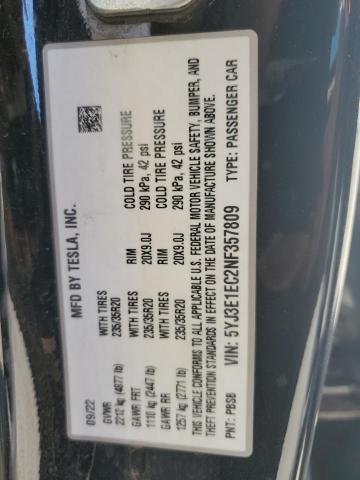 MFD BY TESLA, INC.
09/22
GVWR WITH TIRES RIM COLD TIRE PRESSURE
2212 kg (4877 lb) 235/35R20 20X9.0J 290 kPa, 42 psi
GAWR FRT WITH TIRES RIM COLD TIRE PRESSURE
1110 kg (2447 lb) 235/35R20 20X9.0J 290 kPa, 42 psi
GAWR RR
1257 kg (2771 lb)
THIS VEHICLE CONFORMS TO ALL APPLICABLE U.S. FEDERAL MOTOR VEHICLE SAFETY, BUMPER, AND
THEFT PREVENTION STANDARDS IN EFFECT ON THE DATE OF MANUFACTURE SHOWN ABOVE.
VIN: 5YJ3E1EC2NF357809
PNT: PBSB TYPE: PASSENGER CAR